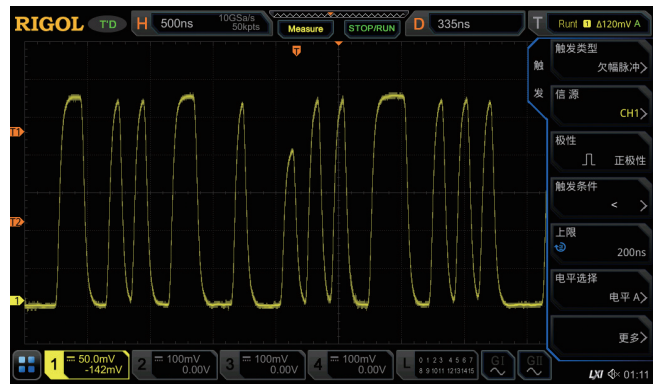 RIGOL T'D H 500ns 10GSa/s 50kpts Measure STOP/RUN D 335ns T Runt 1 Δ120mV A
T
触发
触发类型
欠幅脉冲>
信源
CH1>
极性
正极性
触发条件
< >
上限
200ns
电平选择
电平 A>
更多>
T1
T2
1
1 50.0mV -142mV
2 100mV 0.00V
3 100mV 0.00V
4 100mV 0.00V
L 0 1 2 3 4 5 6 7
8 9 10 11 12 13 14 15
GI
GII
LXI 01:11